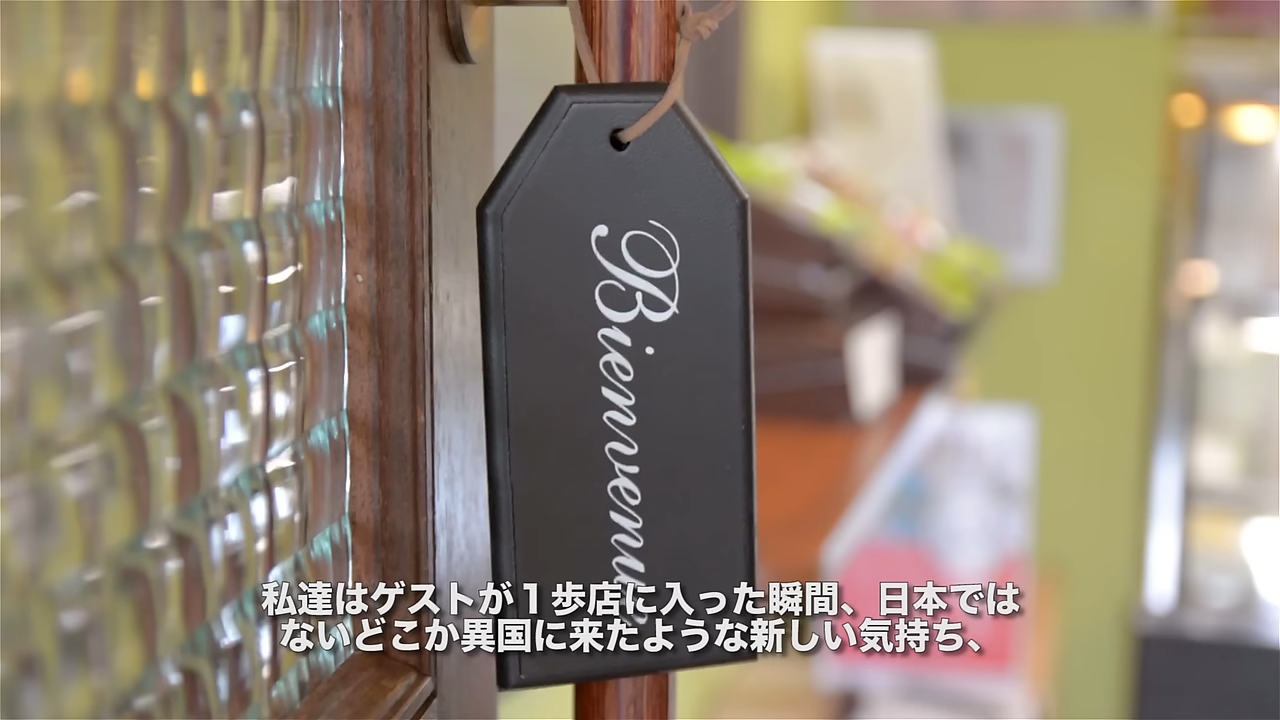 Bienvenue
私達はゲストが１歩店に入った瞬間、日本では
ないどこか異国に来たような新しい気持ち、